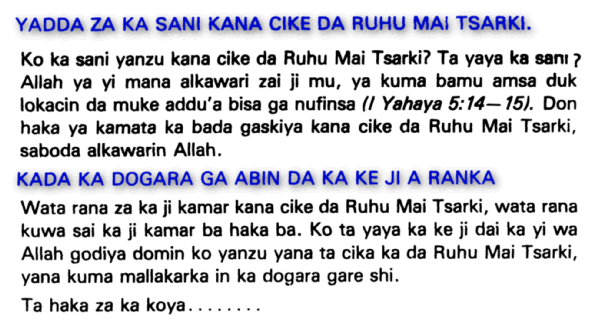 YADDA ZA KA SANI KANA CIKE DA RUHU MAI TSARKI.
Ko ka sani yanzu kana cike da Ruhu Mai Tsarki? Ta yaya ka sani?
Allah ya yi mana alkawari zai ji mu, ya kuma bamu amsa duk
lokacin da muke addu'a bisa ga nufinsa (I Yahaya 5:14–15). Don
haka ya kamata ka bada gaskiya kana cike da Ruhu Mai Tsarki,
saboda alkawarin Allah.
KADA KA DOGARA GA ABIN DA KA KE JI A RANKA
Wata rana za ka ji kamar kana cike da Ruhu Mai Tsarki, wata rana
kuwa sai ka ji kamar ba haka ba. Ko ta yaya ka ke ji dai ka yi wa
Allah godiya domin ko yanzu yana ta cika ka da Ruhu Mai Tsarki,
yana kuma mallakarka in ka dogara gare shi.
Ta haka za ka koya........